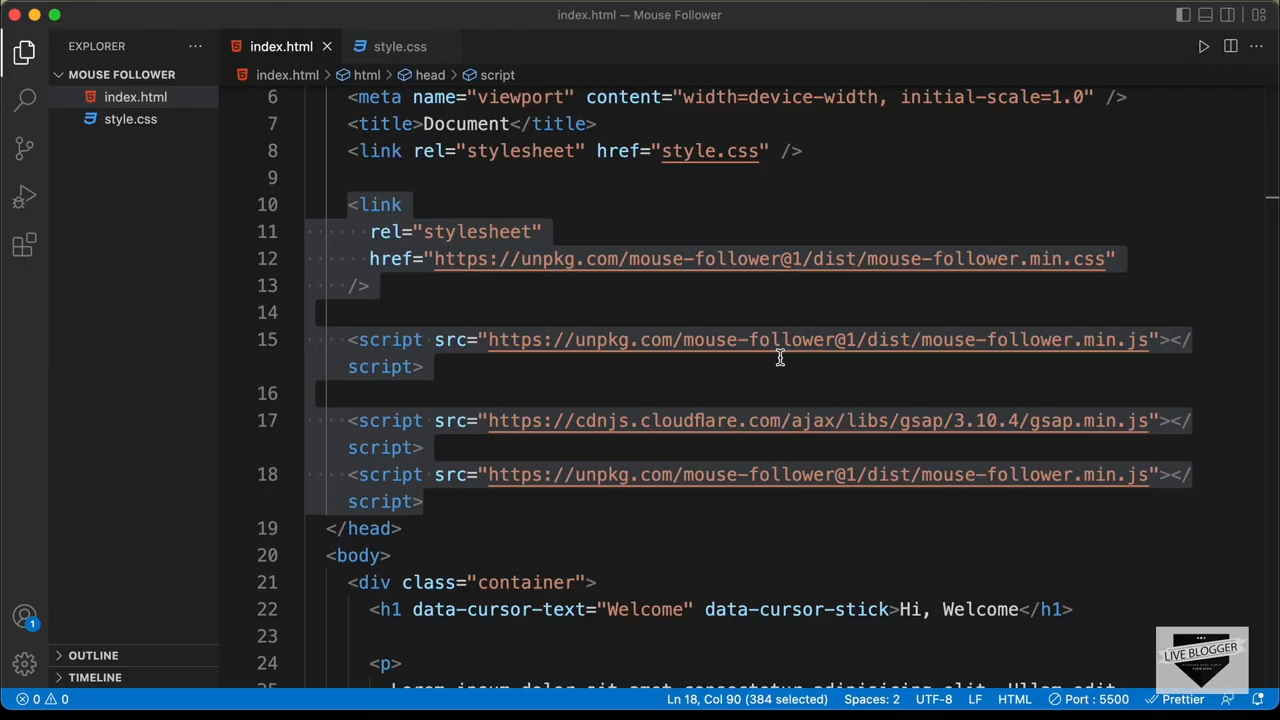 index.html — Mouse Follower
EXPLORER
MOUSE FOLLOWER
index.html
style.css
index.html
style.css
index.html > html > head > script
6 <meta name="viewport" content="width=device-width, initial-scale=1.0" />
7 <title>Document</title>
8 <link rel="stylesheet" href="style.css" />
9
10 <link
11 rel="stylesheet"
12 href="https://unpkg.com/mouse-follower@1/dist/mouse-follower.min.css"
13 />
14
15 <script src="https://unpkg.com/mouse-follower@1/dist/mouse-follower.min.js"></
script>
16
17 <script src="https://cdnjs.cloudflare.com/ajax/libs/gsap/3.10.4/gsap.min.js"></
script>
18 <script src="https://unpkg.com/mouse-follower@1/dist/mouse-follower.min.js"></
script>
19 </head>
20 <body>
21 <div class="container">
22 <h1 data-cursor-text="Welcome" data-cursor-stick>Hi, Welcome</h1>
23
24 <p>
OUTLINE
TIMELINE
1
0 0
Ln 18, Col 90 (384 selected) Spaces: 2 UTF-8 LF HTML Port : 5500 Prettier
LIVE BLOGGER